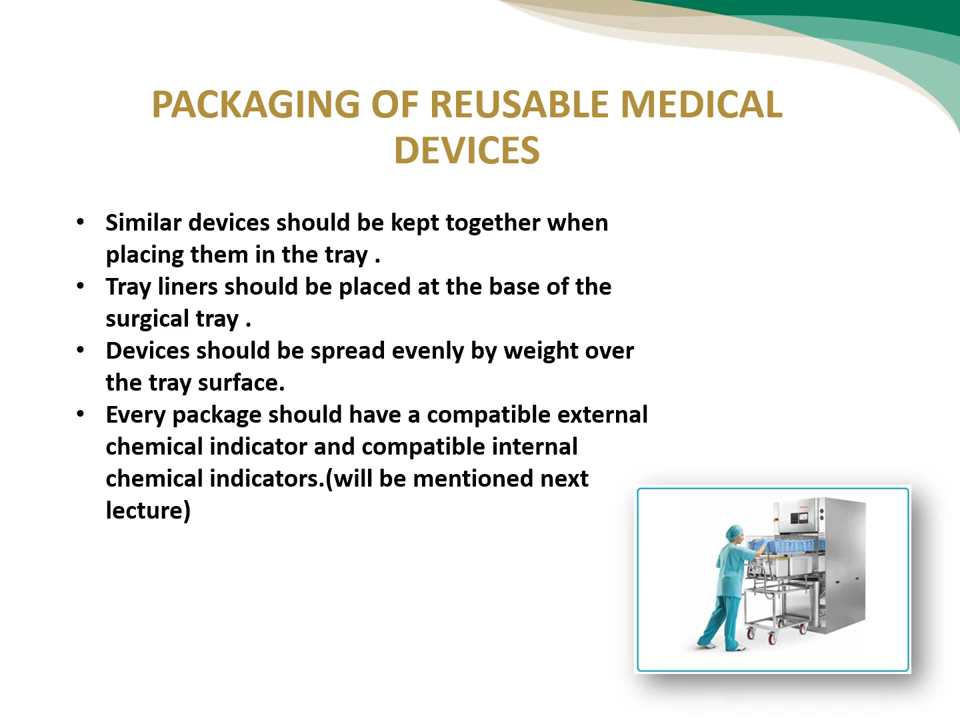 PACKAGING OF REUSABLE MEDICAL
DEVICES
• Similar devices should be kept together when
placing them in the tray .
• Tray liners should be placed at the base of the
surgical tray .
• Devices should be spread evenly by weight over
the tray surface.
• Every package should have a compatible external
chemical indicator and compatible internal
chemical indicators.(will be mentioned next
lecture)